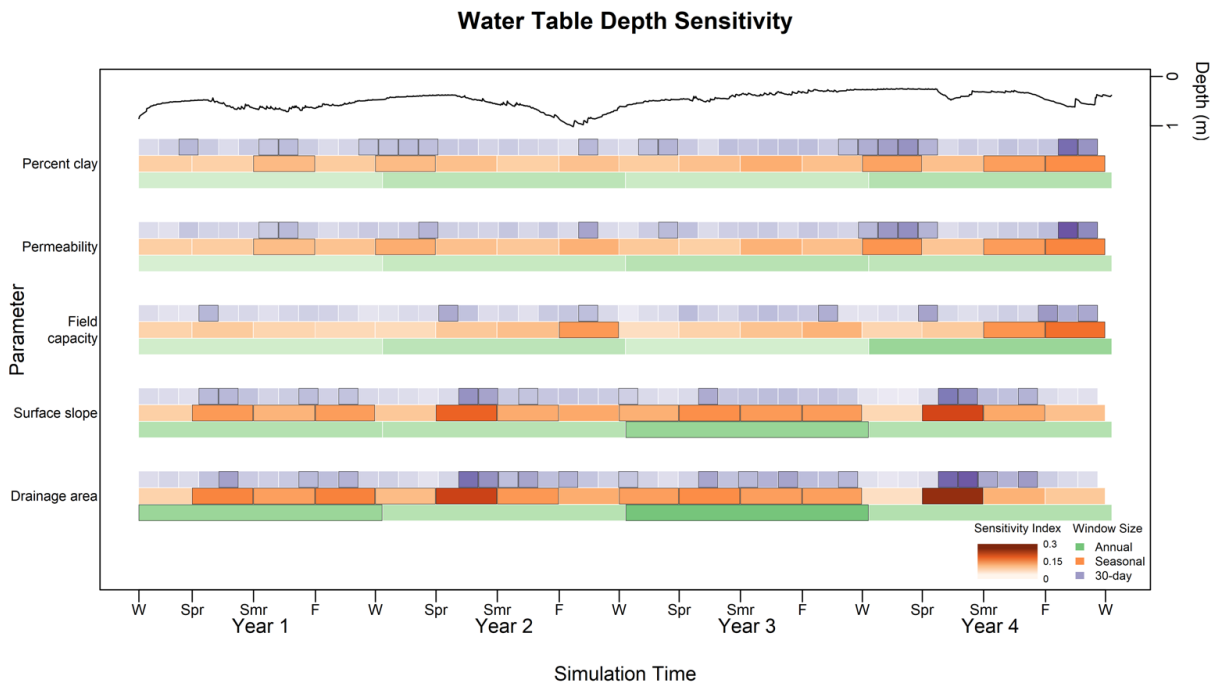 Water Table Depth Sensitivity
0
1
Depth (m)
Percent clay
Permeability
Field
capacity
Surface slope
Drainage area
Parameter
Sensitivity Index
0.3
0.15
0
Window Size
Annual
Seasonal
30-day
W Spr Smr F W Spr Smr F W Spr Smr F W Spr Smr F W
Year 1 Year 2 Year 3 Year 4
Simulation Time